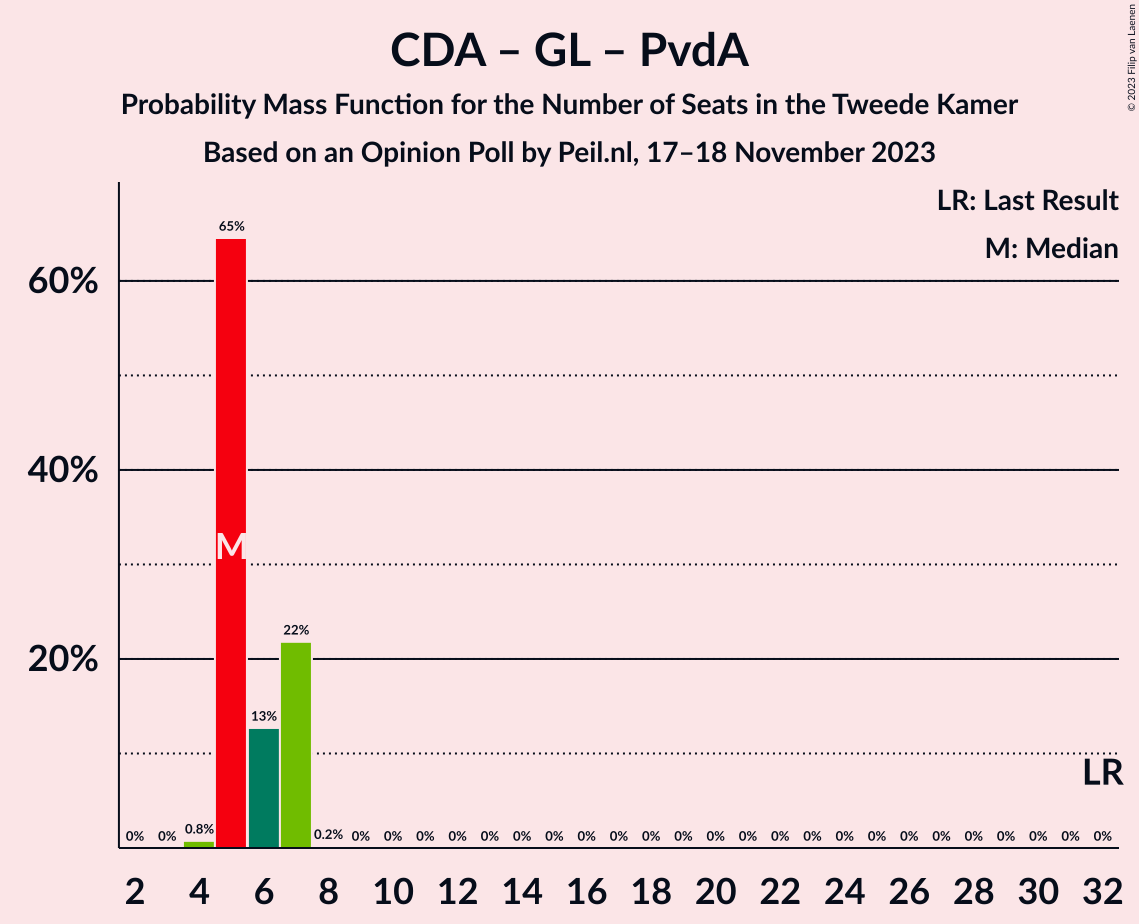 CDA – GL – PvdA
Probability Mass Function for the Number of Seats in the Tweede Kamer
Based on an Opinion Poll by Peil.nl, 17–18 November 2023
© 2023 Filip van Laenen
LR: Last Result
M: Median
60%
40%
20%
65%
M
22%
13%
LR
0% 0% 0.8% 0.2% 0% 0% 0% 0% 0% 0% 0% 0% 0% 0% 0% 0% 0% 0% 0% 0% 0% 0% 0% 0% 0% 0% 0% 0%
2 4 6 8 10 12 14 16 18 20 22 24 26 28 30 32